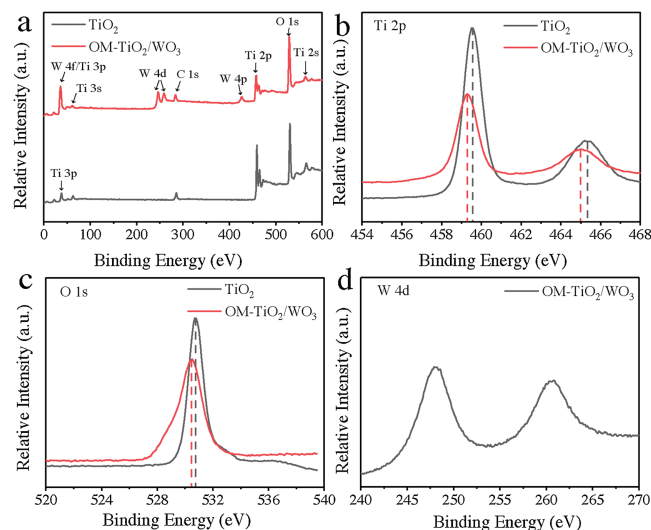 a
TiO2
OM-TiO2/WO3
O 1s
W 4f/Ti 3p
Ti 3s
W 4d
C 1s
W 4p
Ti 2p
Ti 2s
Ti 3p
Relative Intensity (a.u.)
0 100 200 300 400 500 600
Binding Energy (eV)
b
Ti 2p
TiO2
OM-TiO2/WO3
Relative Intensity (a.u.)
454 456 458 460 462 464 466 468
Binding Energy (eV)
c
O 1s
TiO2
OM-TiO2/WO3
Relative Intensity (a.u.)
520 528 531 536 540
Binding Energy (eV)
d
W 4d
OM-TiO2/WO3
Relative Intensity (a.u.)
240 245 250 255 260 265 270
Binding Energy (eV)